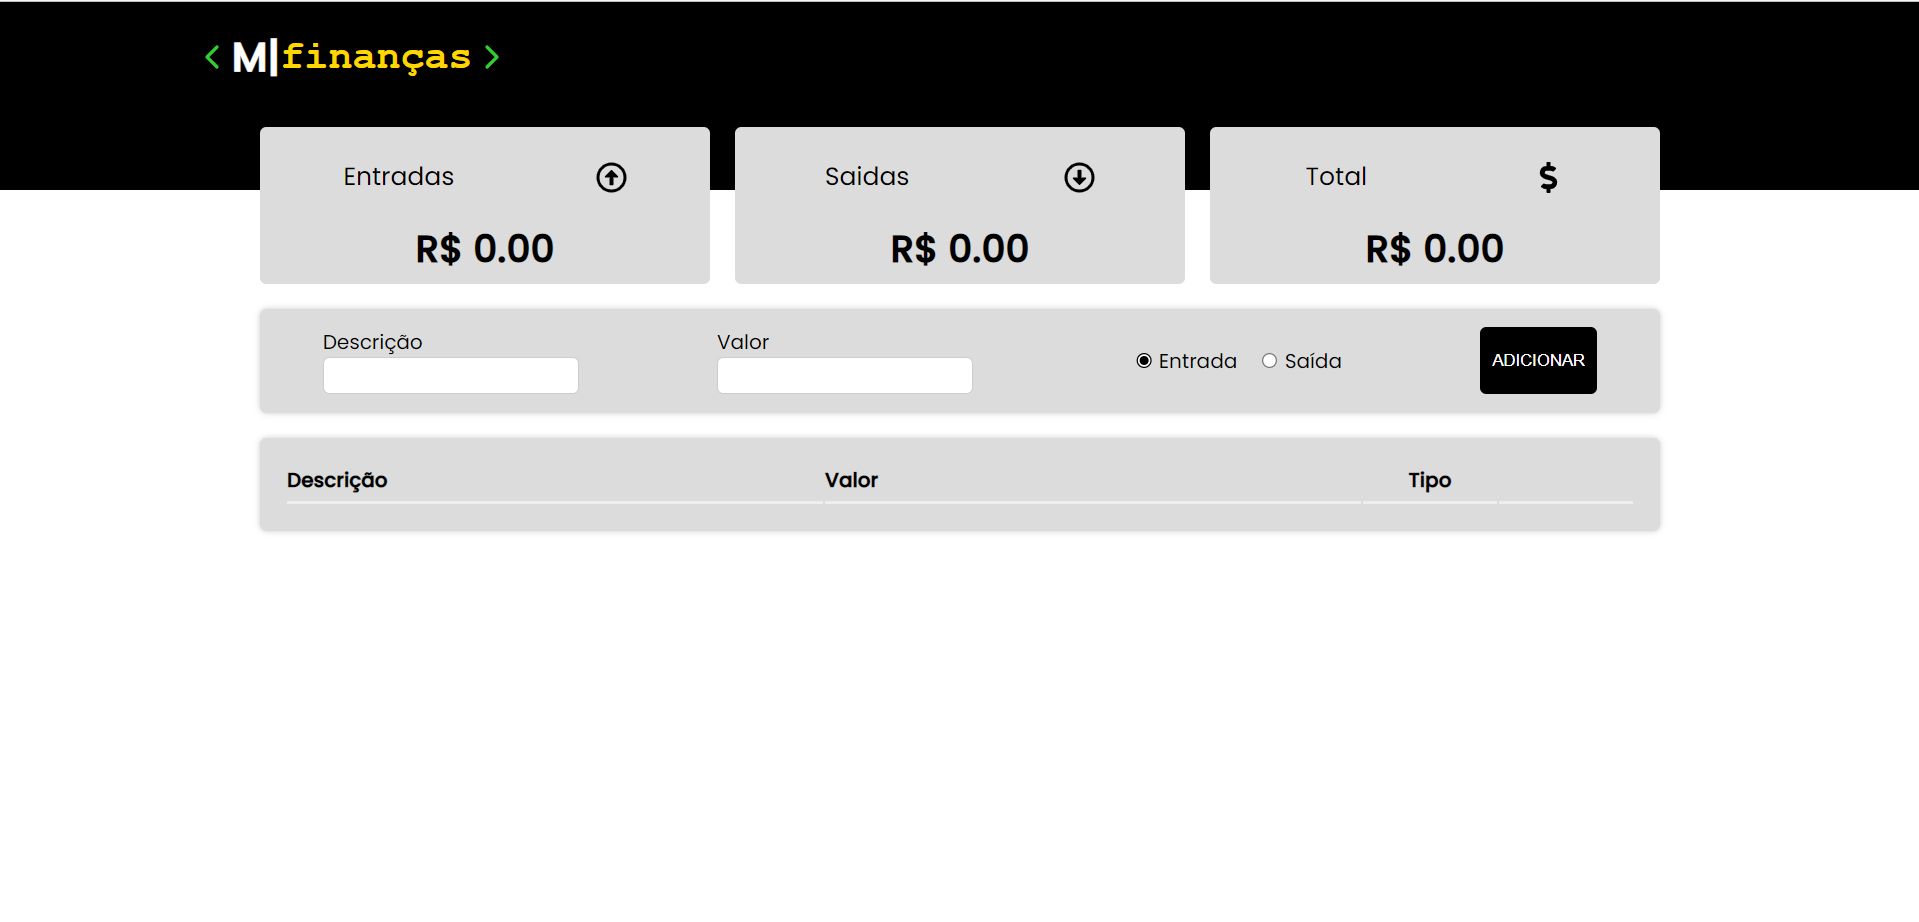 < M|finanças >
Entradas
R$ 0.00
Saidas
R$ 0.00
Total
$
R$ 0.00
Descrição
Valor
Entrada Saída
ADICIONAR
Descrição Valor Tipo